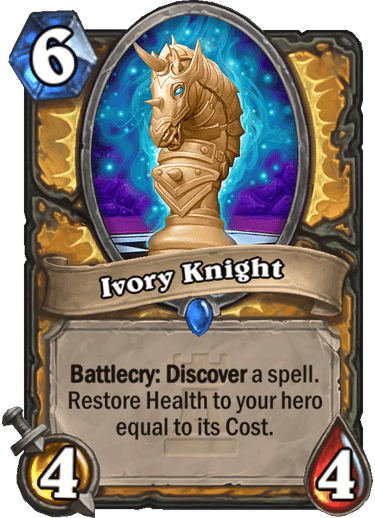 6
Ivory Knight
Battlecry: Discover a spell.
Restore Health to your hero
equal to its Cost.
4
4